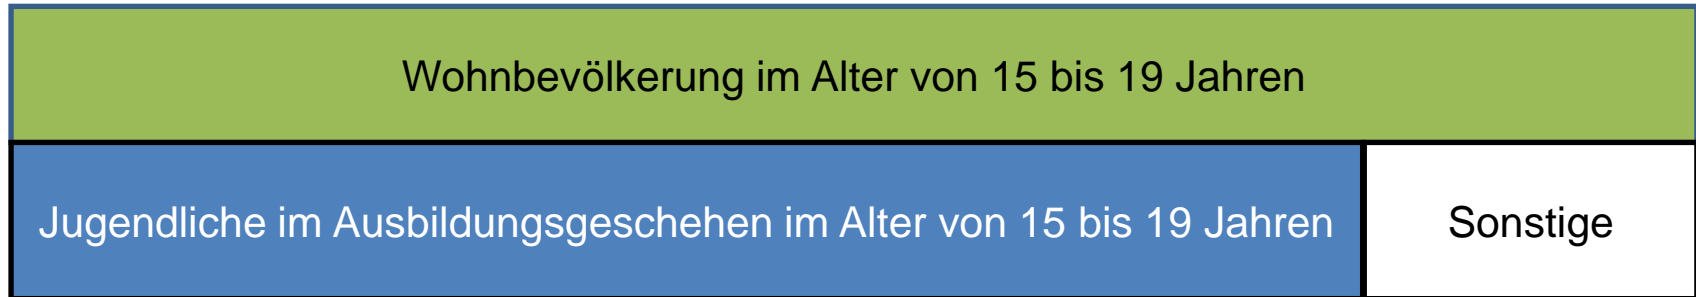 Wohnbevölkerung im Alter von 15 bis 19 Jahren
Jugendliche im Ausbildungsgeschehen im Alter von 15 bis 19 Jahren
Sonstige